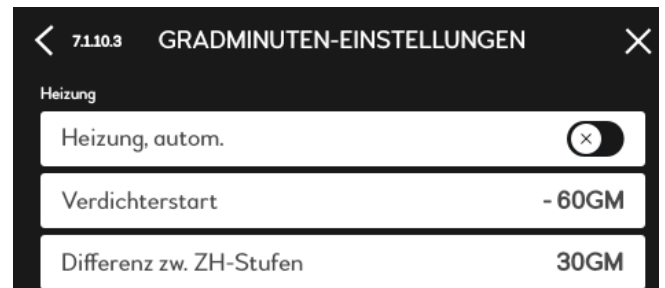 7.1.10.3 GRADMINUTEN-EINSTELLUNGEN
Heizung
Heizung, autom.
Verdichterstart - 60GM
Differenz zw. ZH-Stufen 30GM